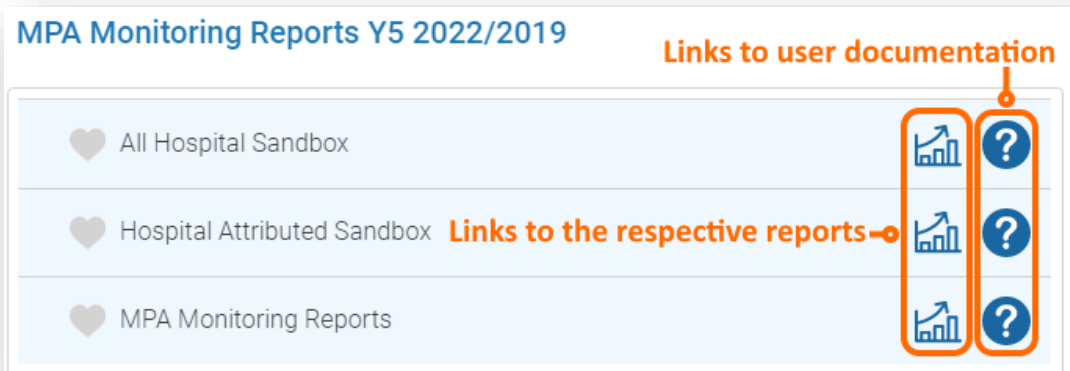 MPA Monitoring Reports Y5 2022/2019
Links to user documentation
All Hospital Sandbox
?
Hospital Attributed Sandbox
Links to the respective reports
?
MPA Monitoring Reports
?